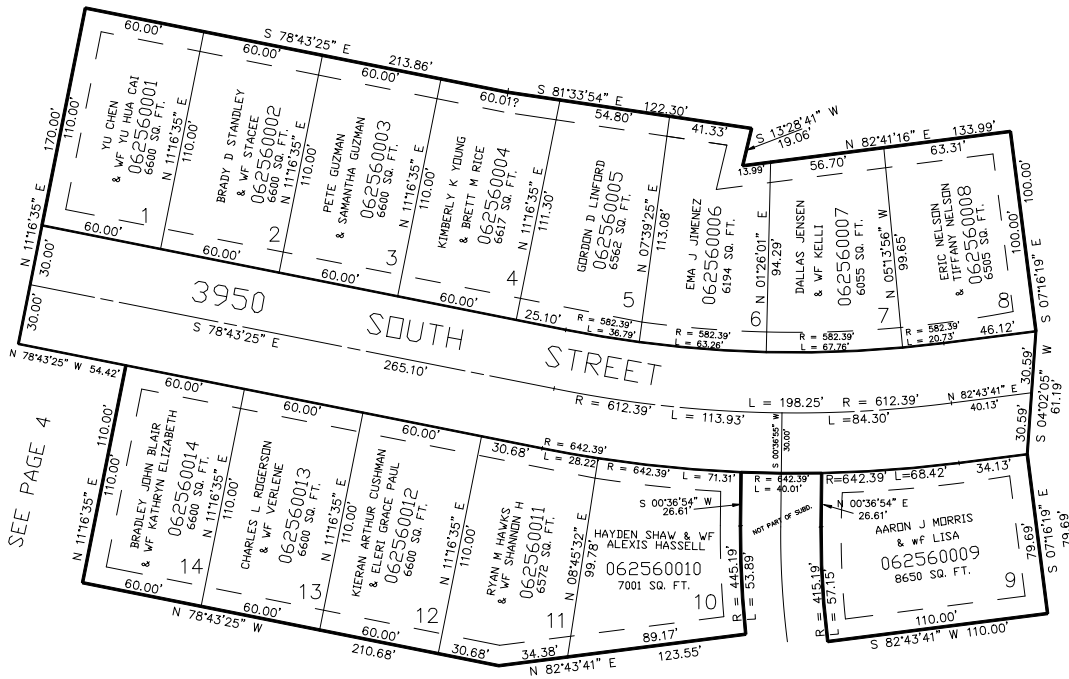 60.00'
S 78°43'25" E
60.00'
60.00'
213.86'
60.00'
60.01?
S 81°33'54" E
122.30'
54.80'
41.33'
S 13°28'41" W
19.06'
N 82°41'16" E
133.99'
13.99'
56.70'
63.31'
170.00'
110.00'
YU CHEN
& WF YU HUA CAI
062560001
6600 SQ. FT.
1
N 11°16'35" E
110.00'
BRADY D STANDLEY
& WF STACEE
062560002
6600 SQ. FT.
2
N 11°16'35" E
110.00'
PETE GUZMAN
& SAMANTHA GUZMAN
062560003
6600 SQ. FT.
3
N 11°16'35" E
110.00'
KIMBERLY K YOUNG
& BRETT M RICE
062560004
6617 SQ. FT.
4
N 11°16'35" E
111.30'
GORDON D LINFORD
062560005
6562 SQ. FT.
5
N 07°39'25" E
113.08'
EMA J JIMENEZ
062560006
6194 SQ. FT.
6
N 01°26'01" E
94.29'
DALLAS JENSEN
& WF KELLI
062560007
6055 SQ. FT.
7
N 05°13'56" W
99.65'
ERIC NELSON
& TIFFANY NELSON
062560008
6505 SQ. FT.
8
100.00'
100.00'
S 07°16'19" E
N 11°16'35" E
60.00'
60.00'
60.00'
60.00'
25.10'
R = 582.39'
L = 36.79'
R = 582.39'
L = 63.26'
R = 582.39'
L = 67.76'
R = 582.39'
L = 20.73'
46.12'
30.00'
30.00'
3950 SOUTH STREET
S 78°43'25" E
265.10'
R = 612.39'
L = 113.93'
L = 198.25'
R = 612.39'
L =84.30'
N 82°43'41" E
40.13'
30.59'
30.59'
S 04°02'05" W
61.19'
S 00°36'55" W
30.00'
N 78°43'25" W 54.42'
60.00'
60.00'
60.00'
30.68'
R = 642.39'
L = 28.22'
R = 642.39'
L = 71.31'
R = 642.39'
L = 40.01'
R=642.39'
L=68.42'
34.13'
SEE PAGE 4
N 11°16'35" E
110.00'
110.00'
BRADLEY JOHN BLAIR
& WF KATHRYN ELIZABETH
062560014
6600 SQ. FT.
14
N 11°16'35" E
110.00'
CHARLES L ROGERSON
& WF VERLENE
062560013
6600 SQ. FT.
13
N 11°16'35" E
110.00'
KIERAN ARTHUR CUSHMAN
& ELERI GRACE PAUL
062560012
6600 SQ. FT.
12
N 11°16'35" E
110.00'
RYAN M HAWKS
& WF SHANNON H
062560011
6572 SQ. FT.
11
N 08°45'32" E
99.78'
S 00°36'54" W
26.61'
HAYDEN SHAW & WF
ALEXIS HASSELL
062560010
7001 SQ. FT.
10
R = 445.19'
L = 53.89'
NOT PART OF SUBD.
N 00°36'54" E
26.61'
R = 415.19'
L = 57.15'
AARON J MORRIS
& WF LISA
062560009
8650 SQ. FT.
9
79.69'
S 07°16'19" E
79.69'
60.00'
60.00'
60.00'
N 78°43'25" W
210.68'
30.68'
34.38'
89.17'
N 82°43'41" E
123.55'
110.00'
S 82°43'41" W 110.00'